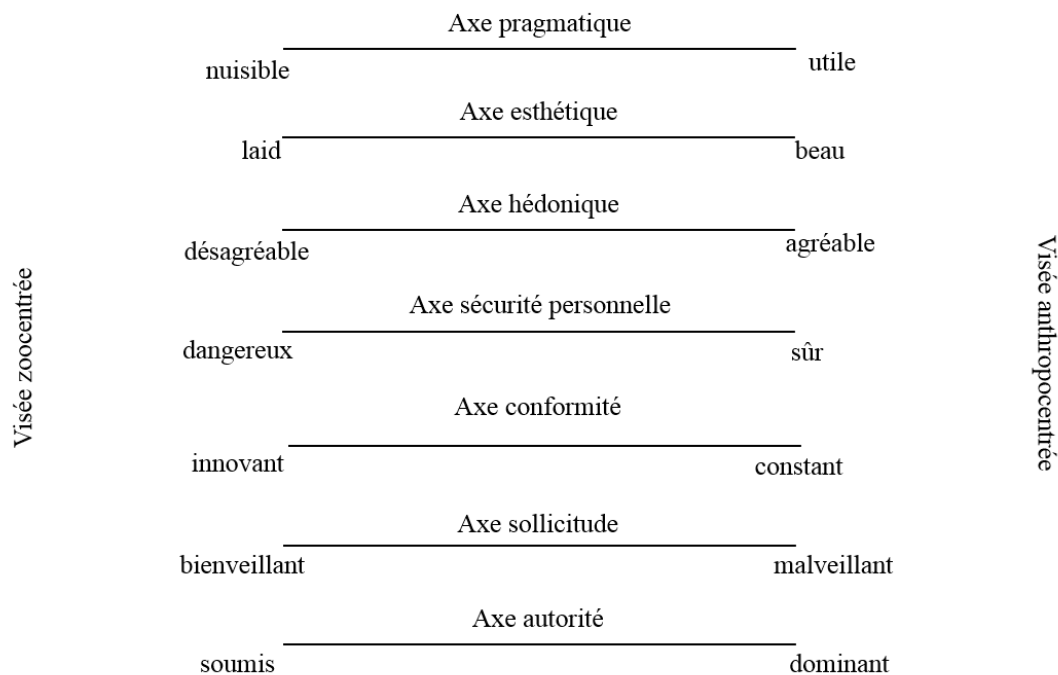 Axe pragmatique
nuisible
utile
Axe esthétique
laid
beau
Axe hédonique
désagréable
agréable
Axe sécurité personnelle
dangereux
sûr
Axe conformité
innovant
constant
Axe sollicitude
bienveillant
malveillant
Axe autorité
soumis
dominant
Visée zoocentrée
Visée anthropocentrée